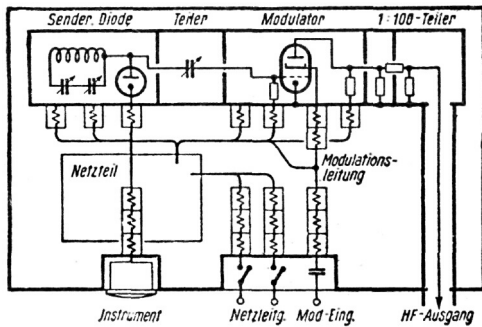 Sender, Diode Teiler Modulator 1:100-Teiler
Netzteil
Modulations-
leitung
Instrument Netzleitg. Mod-Eing. HF-Ausgang